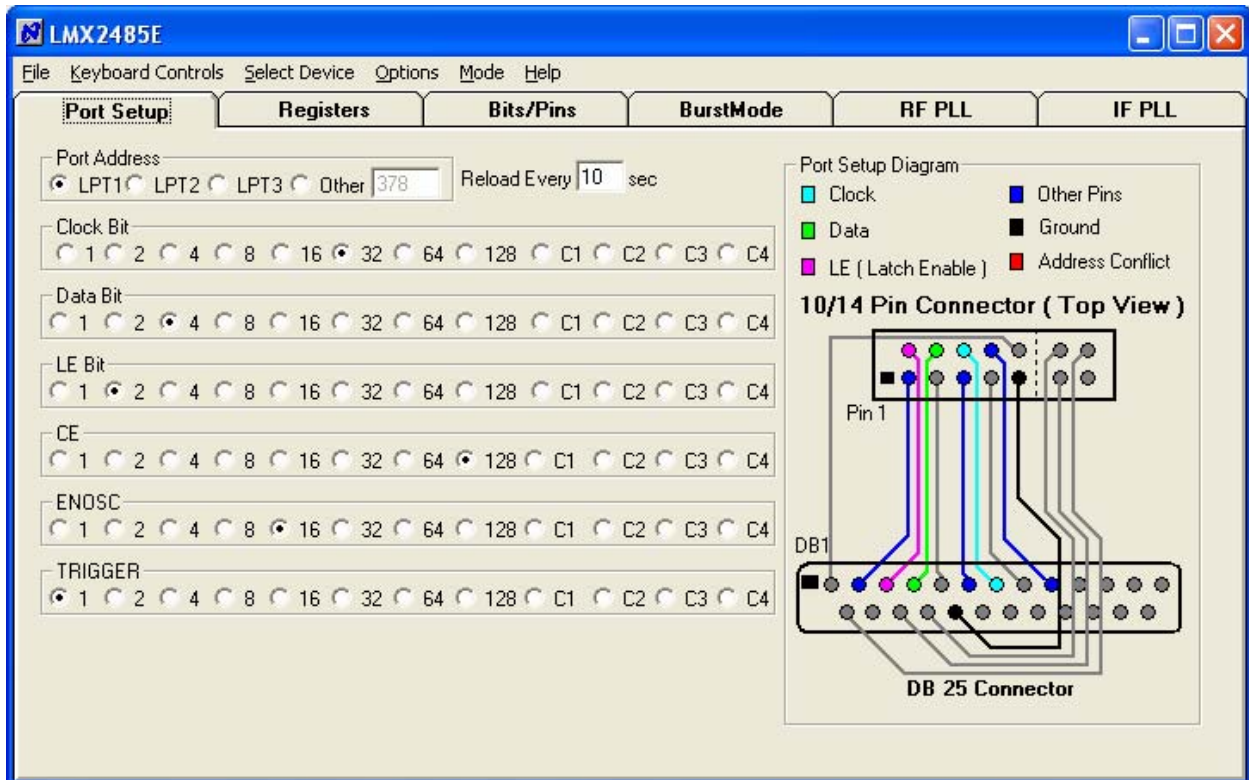 LMX2485E
File Keyboard Controls Select Device Options Mode Help
Port Setup Registers Bits/Pins BurstMode RF PLL IF PLL
Port Address
LPT1 LPT2 LPT3 Other 378 Reload Every 10 sec
Clock Bit
1 2 4 8 16 32 64 128 C1 C2 C3 C4
Data Bit
1 2 4 8 16 32 64 128 C1 C2 C3 C4
LE Bit
1 2 4 8 16 32 64 128 C1 C2 C3 C4
CE
1 2 4 8 16 32 64 128 C1 C2 C3 C4
ENOSC
1 2 4 8 16 32 64 128 C1 C2 C3 C4
TRIGGER
1 2 4 8 16 32 64 128 C1 C2 C3 C4
Port Setup Diagram
Clock Other Pins
Data Ground
LE ( Latch Enable ) Address Conflict
10/14 Pin Connector ( Top View )
Pin 1
DB1
DB 25 Connector